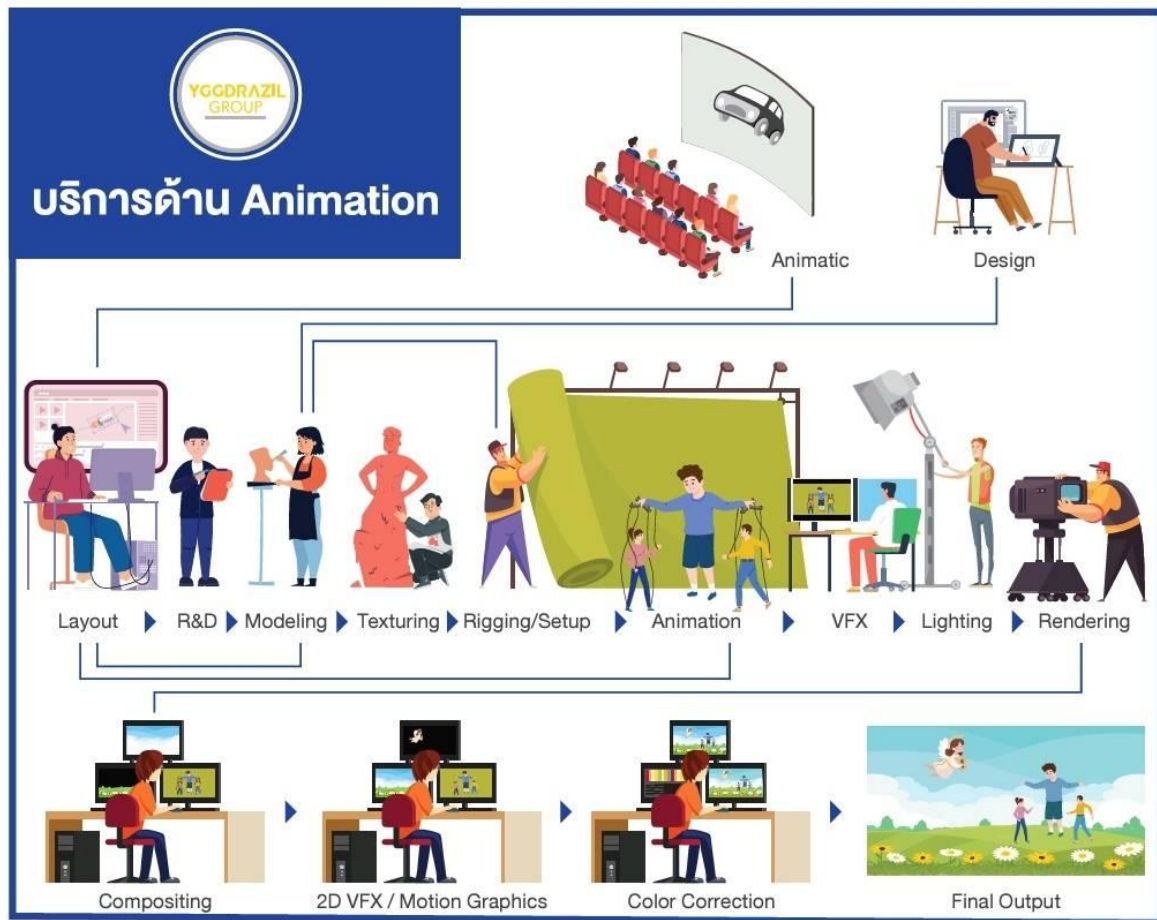 YGGDRAZIL
GROUP
บริการด้าน Animation
Animatic
Design
Layout
R&D
Modeling
Texturing
Rigging/Setup
Animation
VFX
Lighting
Rendering
Compositing
2D VFX / Motion Graphics
Color Correction
Final Output